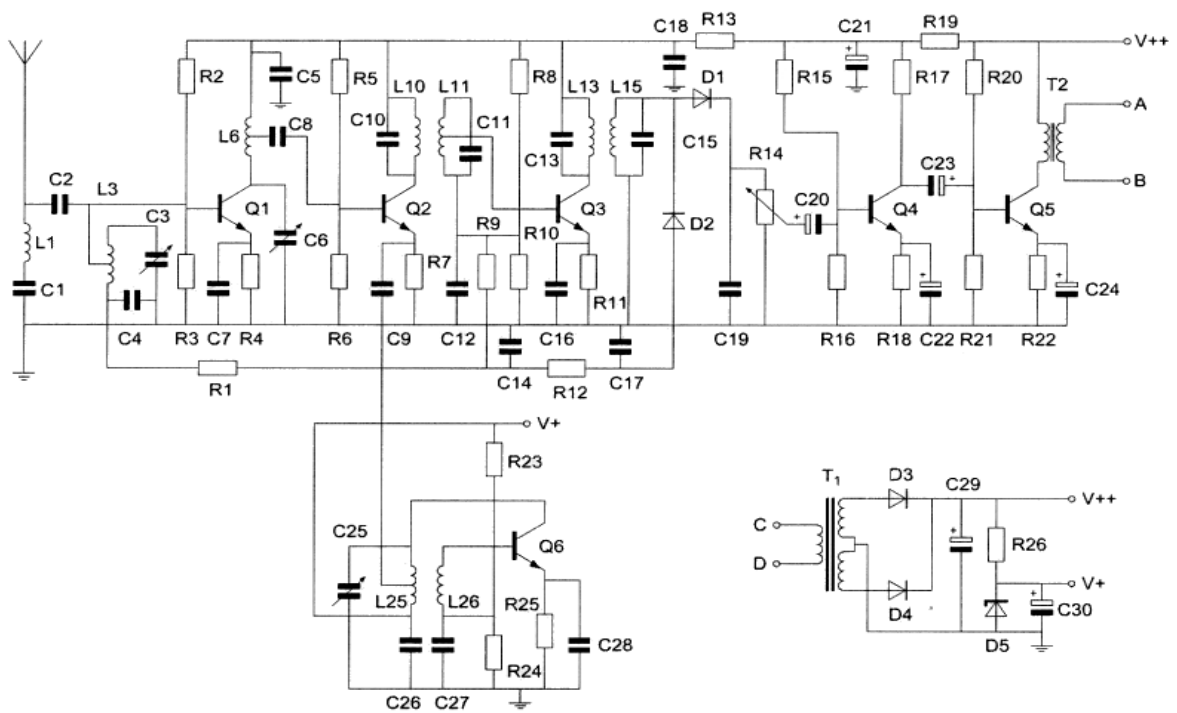 C18 R13 C21 R19
V++
R2 C5 R5 L10 L11 R8 L13 L15 D1 R15 R17 R20 T2
A
L6 C8 C10 C11 C13 C15 R14 C23
C2 L3 C3 Q1 C6 Q2 R9 R10 Q3 D2 C20 Q4 Q5 B
L1 R7 R11
C1 C24
C4 R3 C7 R4 R6 C9 C12 C16 C19 R16 R18 C22 R21 R22
R1 C14 R12 C17
V+
R23
T1 D3 C29 V++
C25 Q6 C D R26
L25 L26 R25 D4 V+
C30
R24 C28 D5
C26 C27